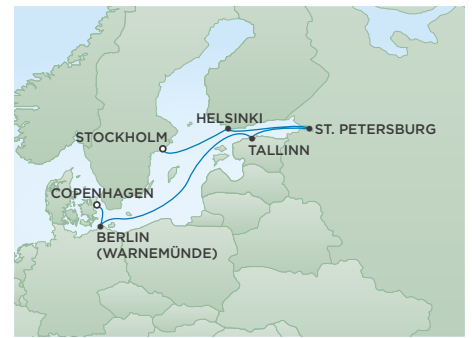 HELSINKI
ST. PETERSBURG
STOCKHOLM
TALLINN
COPENHAGEN
BERLIN
(WARNEMÜNDE)